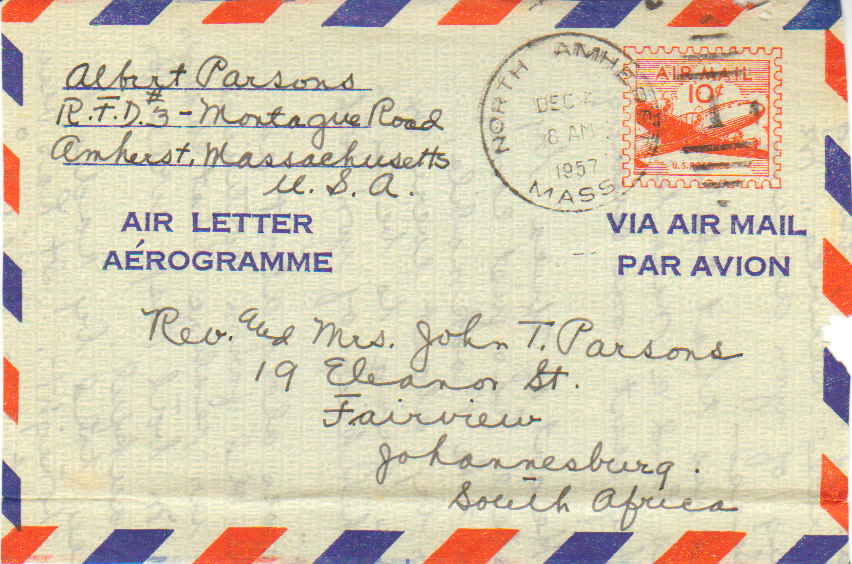 Albert Parsons
R.F.D. #3 - Montague Road
Amherst, Massachusetts
U. S. A.
NORTH AMHERST
DEC
8 AM
1957
MASS
AIR MAIL
10¢
AIR LETTER
AÉROGRAMME
VIA AIR MAIL
PAR AVION
Rev. and Mrs. John T. Parsons
19 Eleanor St.
Fairview
Johannesburg.
South Africa